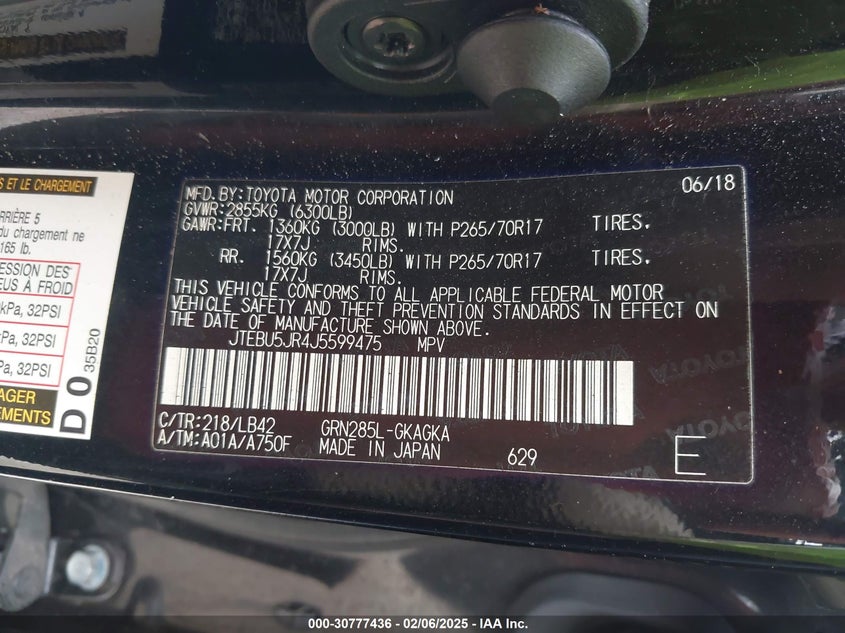 S ET LE CHARGEMENT
RRIÈRE 5
du chargement ne
165 lb.
ESSION DES
EUS À FROID
kPa, 32PSI
kPa, 32PSI
Pa, 32PSI
AGER
EMENTS
D 0 35B20
06/18
MFD.BY:TOYOTA MOTOR CORPORATION
GVWR:2855KG (6300LB)
GAWR:FRT. 1360KG (3000LB) WITH P265/70R17 TIRES.
17X7J RIMS.
RR. 1560KG (3450LB) WITH P265/70R17 TIRES.
17X7J RIMS.
THIS VEHICLE CONFORMS TO ALL APPLICABLE FEDERAL MOTOR
VEHICLE SAFETY AND THEFT PREVENTION STANDARDS IN EFFECT ON
THE DATE OF MANUFACTURE SHOWN ABOVE.
JTEBU5JR4J5599475 MPV
C/TR:218/LB42 GRN285L-GKAGKA
A/TM:A01A/A750F MADE IN JAPAN 629 E
000-30777436 - 02/06/2025 - IAA Inc.